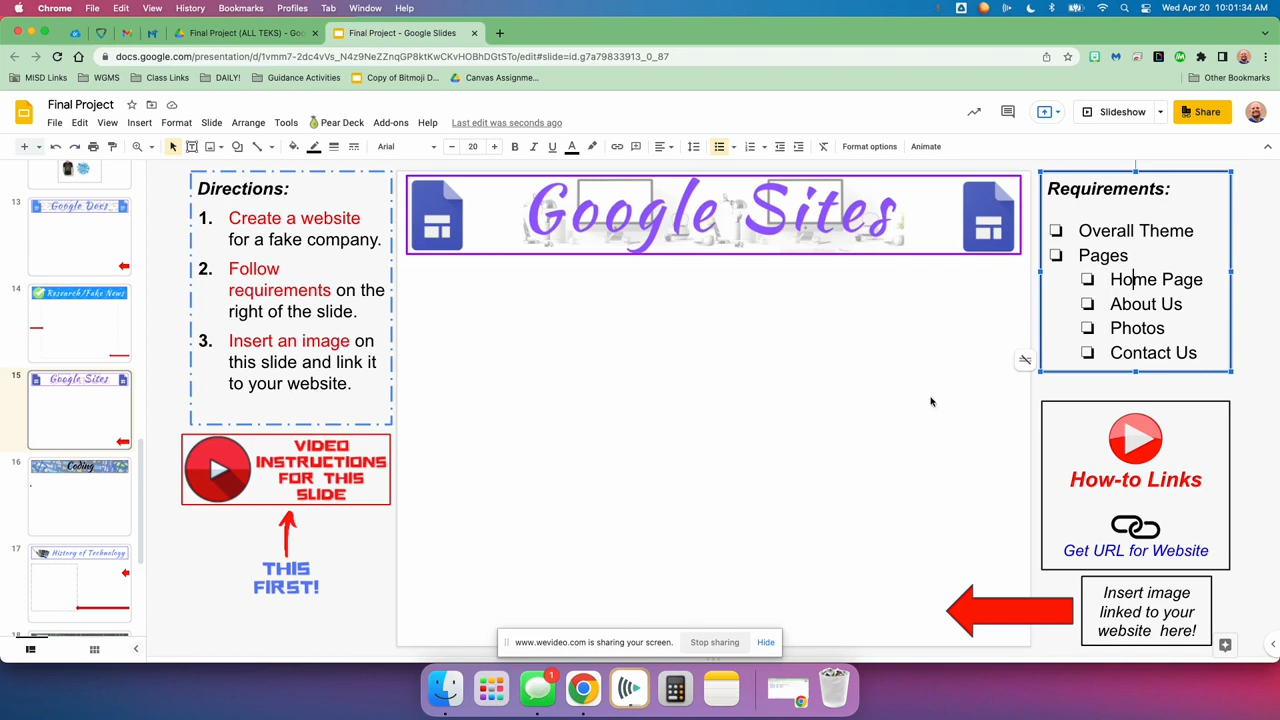 Chrome File Edit View History Bookmarks Profiles Tab Window Help
Wed Apr 20 10:01:34 AM
Final Project (ALL TEKS) - Goo
Final Project - Google Slides
docs.google.com/presentation/d/1vmm7-2dc4vVs_N4z9NeZZnqGP8ktKwCKvHOBhDGtSTo/edit#slide=id.g7a79833913_0_87
MISD Links WGMS Class Links DAILY! Guidance Activities Copy of Bitmoji D... Canvas Assignme...
Other Bookmarks
Final Project
File Edit View Insert Format Slide Arrange Tools Pear Deck Add-ons Help Last edit was seconds ago
Slideshow
Share
Arial
20
B I U A
Format options
Animate
13
Google Docs
14
Research/Fake News
15
Google Sites
16
Coding
17
History of Technology
18
Directions:
1. Create a website
for a fake company.
2. Follow
requirements on the
right of the slide.
3. Insert an image on
this slide and link it
to your website.
VIDEO
INSTRUCTIONS
FOR THIS
SLIDE
THIS
FIRST!
Google Sites
Requirements:
Overall Theme
Pages
Home Page
About Us
Photos
Contact Us
How-to Links
Get URL for Website
Insert image
linked to your
website here!
www.wevideo.com is sharing your screen.
Stop sharing
Hide
1